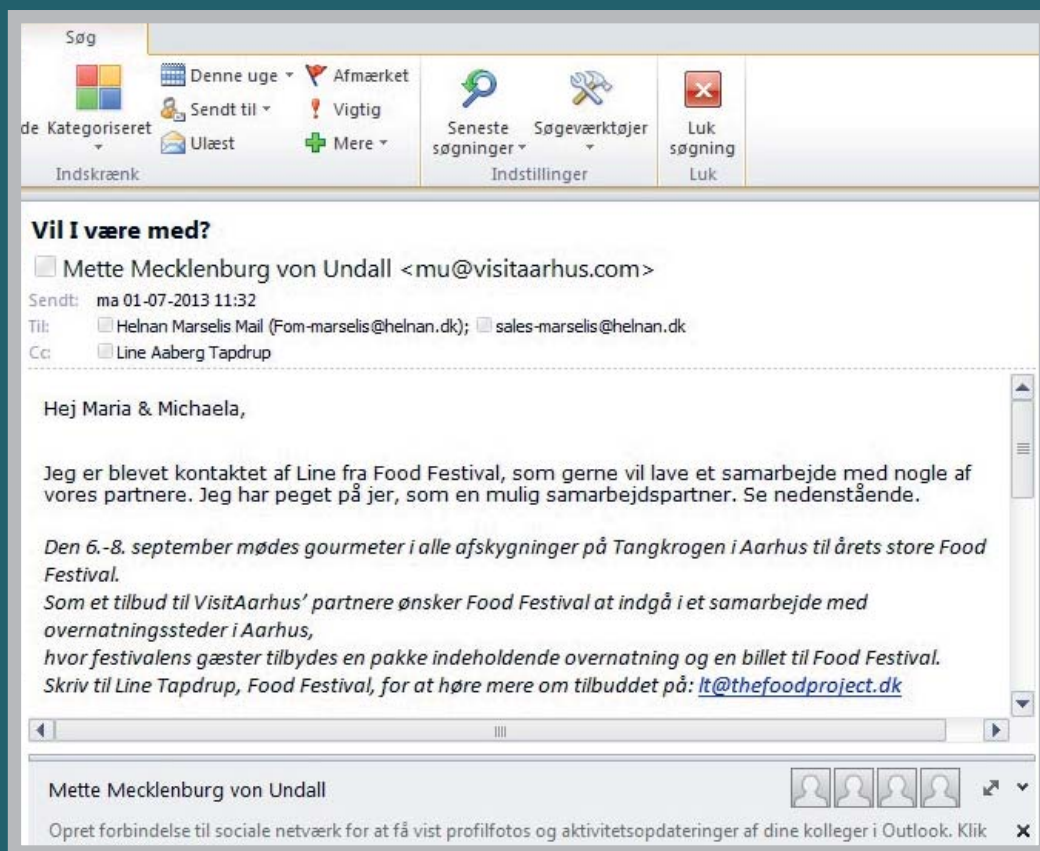 Søg
Denne uge
Afmærket
Sendt til
Vigtig
de Kategoriseret
Seneste søgninger
Søgeværktøjer
Luk søgning
Ulæst
Mere
Indskrænk
Indstillinger
Luk
Vil I være med?
Mette Mecklenburg von Undall <mu@visitaarhus.com>
Sendt: ma 01-07-2013 11:32
Til: Helnan Marselis Mail (Fom-marselis@helnan.dk); sales-marselis@helnan.dk
Cc: Line Aaberg Tapdrup
Hej Maria & Michaela,
Jeg er blevet kontaktet af Line fra Food Festival, som gerne vil lave et samarbejde med nogle af
vores partnere. Jeg har peget på jer, som en mulig samarbejdspartner. Se nedenstående.
Den 6.-8. september mødes gourmeter i alle afskygninger på Tangkrogen i Aarhus til årets store Food
Festival.
Som et tilbud til VisitAarhus’ partnere ønsker Food Festival at indgå i et samarbejde med
overnatningssteder i Aarhus,
hvor festivalens gæster tilbydes en pakke indeholdende overnatning og en billet til Food Festival.
Skriv til Line Tapdrup, Food Festival, for at høre mere om tilbuddet på: lt@thefoodproject.dk
Mette Mecklenburg von Undall
Opret forbindelse til sociale netværk for at få vist profilfotos og aktivitetsopdateringer af dine kolleger i Outlook. Klik